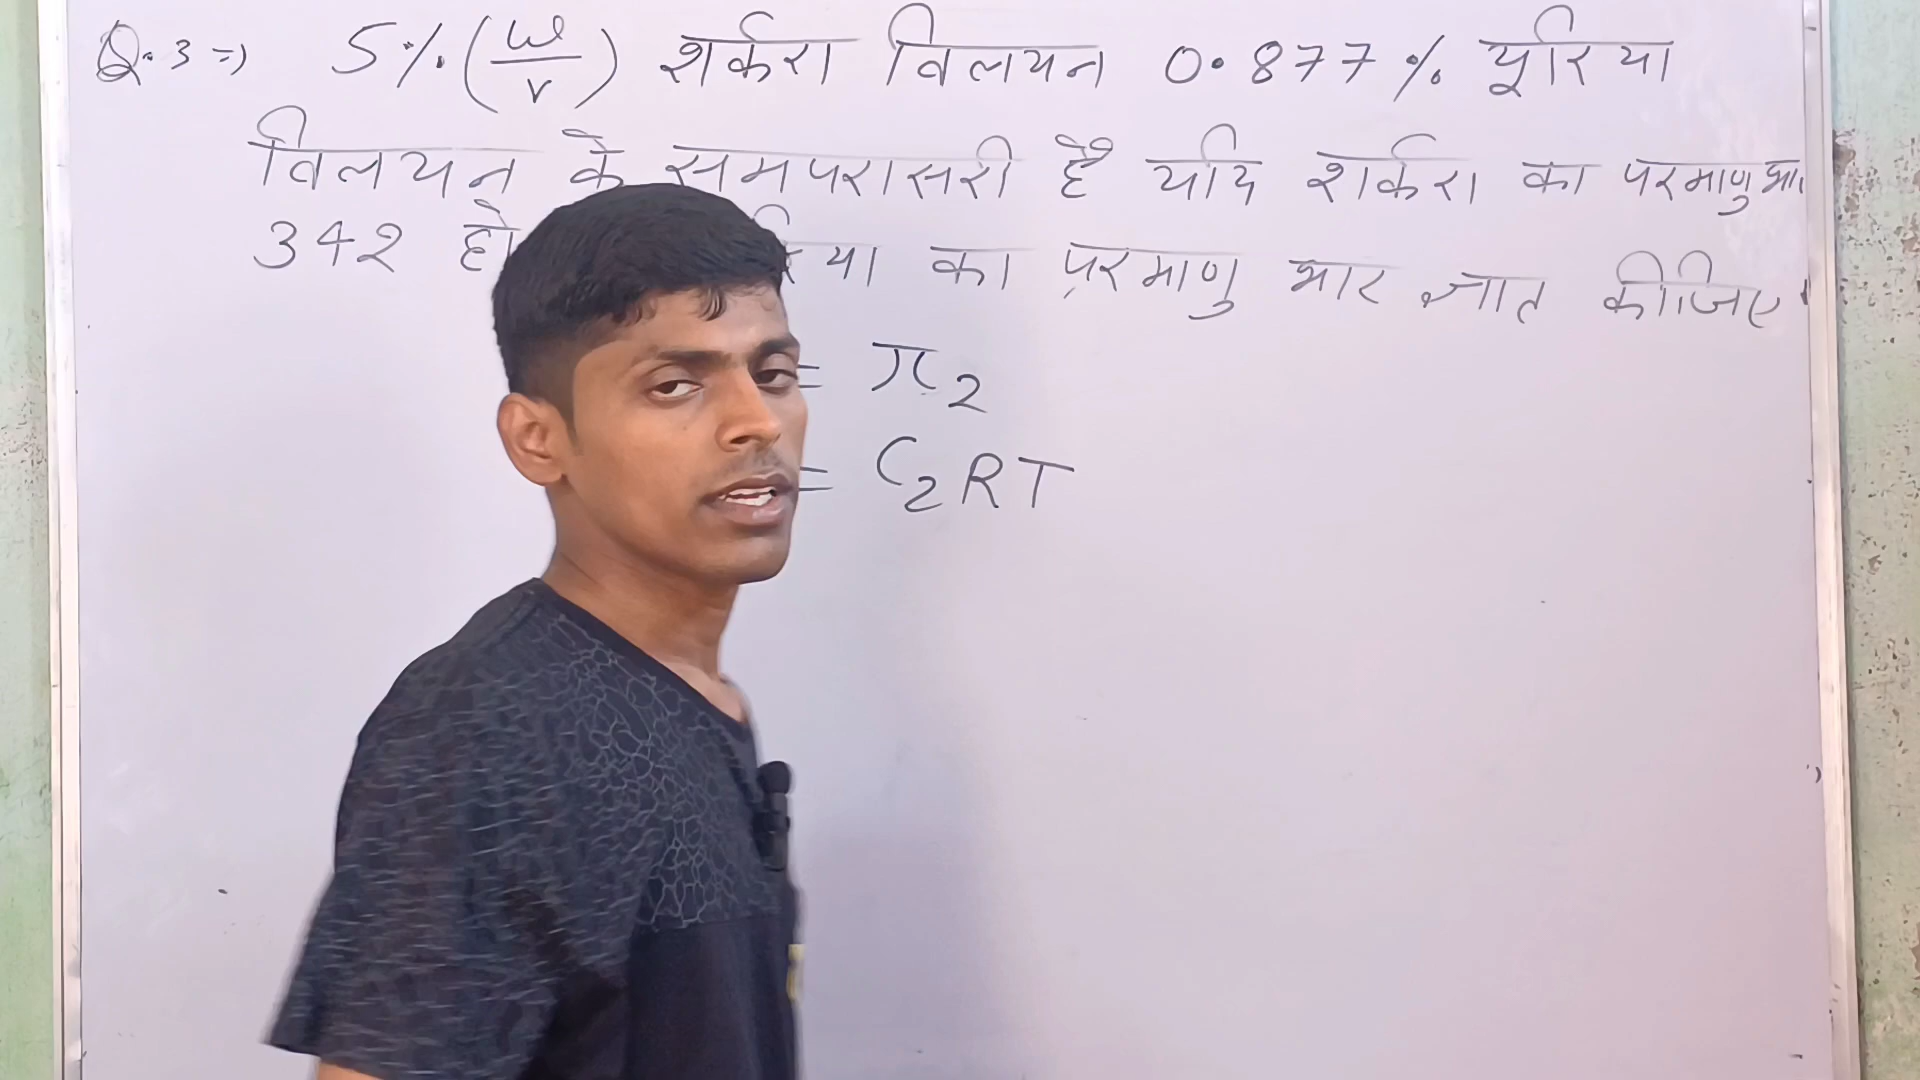 Q.3 ⇒ 5% (w/v) शर्करा विलयन 0.877% यूरिया
विलयन के समपरासरी है यदि शर्करा का परमाणु भार
342 हो का परमाणु भार ज्ञात कीजिए
= π₂
= C₂RT